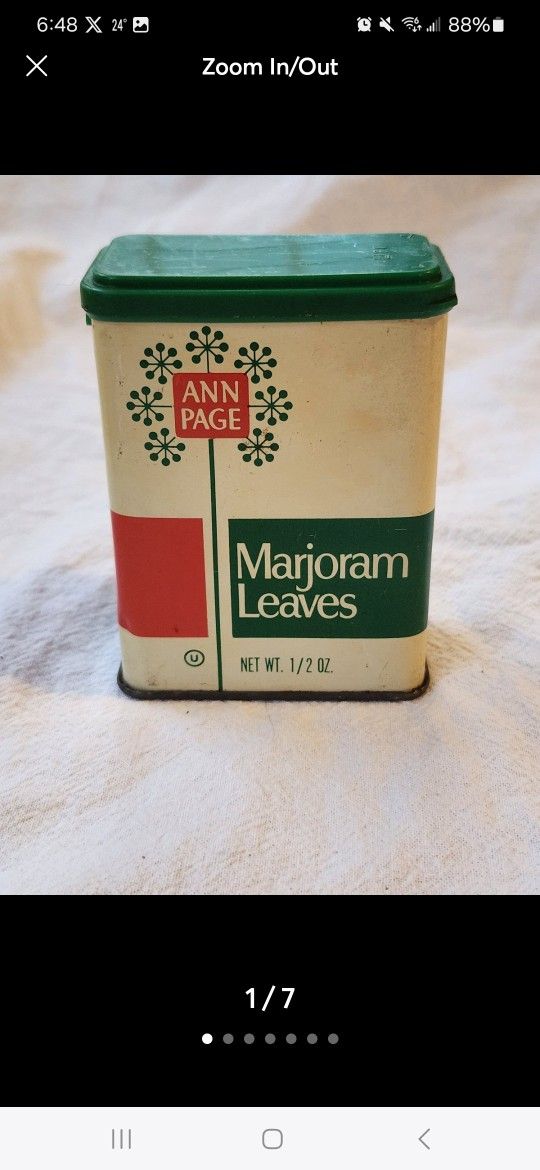 6:48 X 24° 88%
Zoom In/Out
ANN
PAGE
Marjoram
Leaves
U
NET WT. 1/2 OZ.
1/7